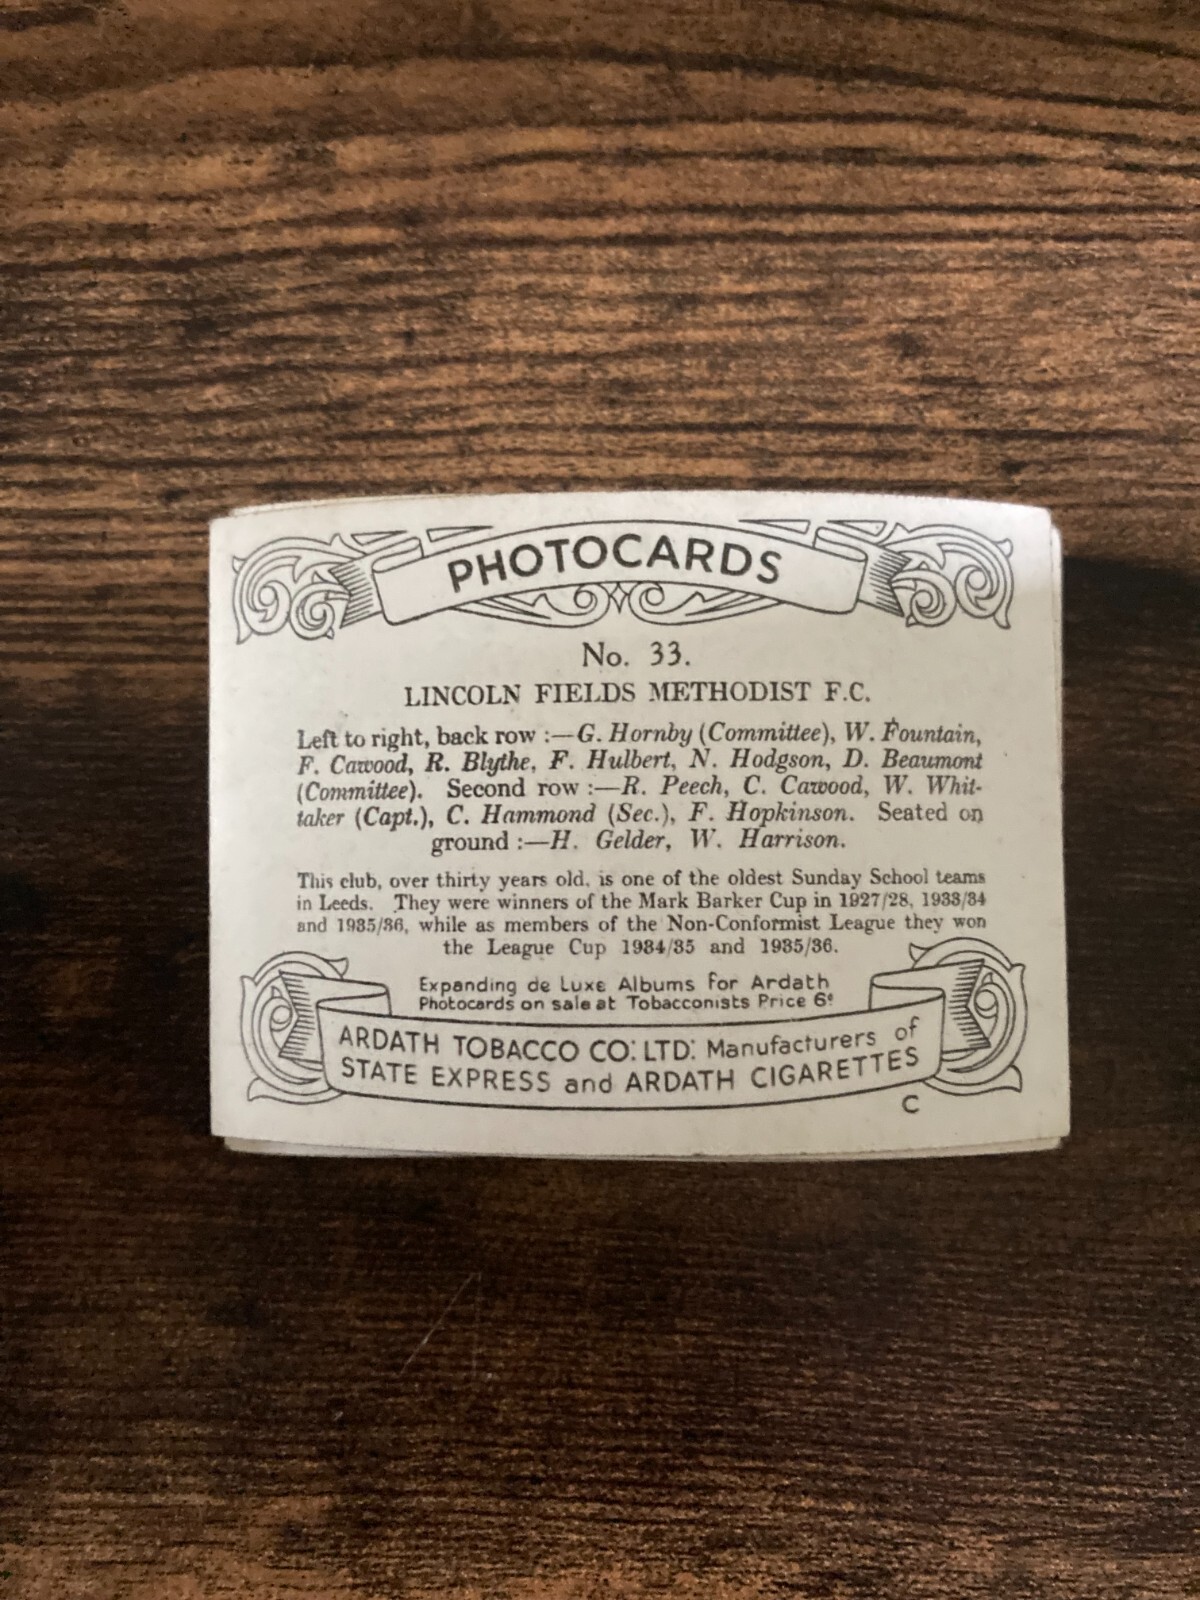 PHOTOCARDS
No. 33.
LINCOLN FIELDS METHODIST F.C.
Left to right, back row :—G. Hornby (Committee), W. Fountain,
F. Cawood, R. Blythe, F. Hulbert, N. Hodgson, D. Beaumont
(Committee). Second row :—R. Peech, C. Cawood, W. Whit-
taker (Capt.), C. Hammond (Sec.), F. Hopkinson. Seated on
ground :—H. Gelder, W. Harrison.
This club, over thirty years old, is one of the oldest Sunday School teams
in Leeds. They were winners of the Mark Barker Cup in 1927/28, 1933/34
and 1935/36, while as members of the Non-Conformist League they won
the League Cup 1934/35 and 1935/36.
Expanding de Luxe Albums for Ardath
Photocards on sale at Tobacconists Price 6ᵈ
ARDATH TOBACCO CO: LTD: Manufacturers of
STATE EXPRESS and ARDATH CIGARETTES
C